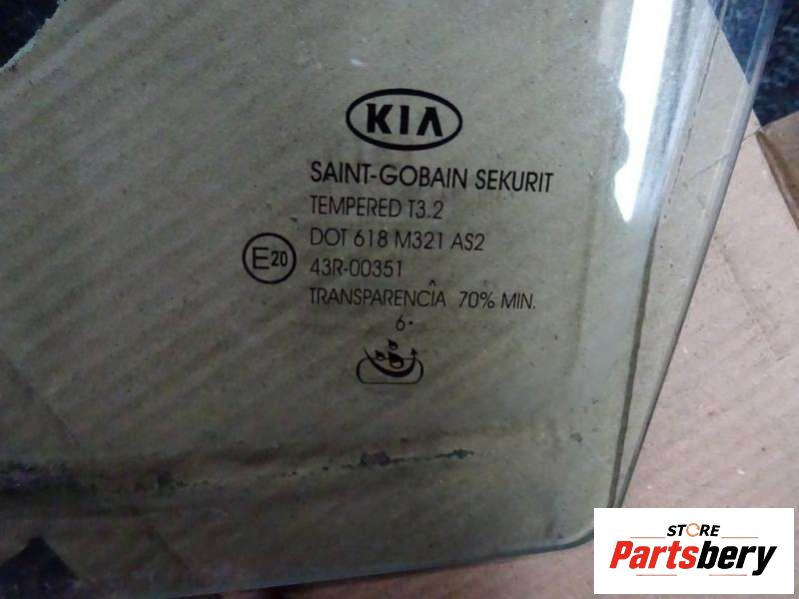 KIA
SAINT-GOBAIN SEKURIT
TEMPERED T3.2
DOT 618 M321 AS2
E20
43R-00351
TRANSPARENCÎA 70% MIN.
6·
STORE
Partsbery